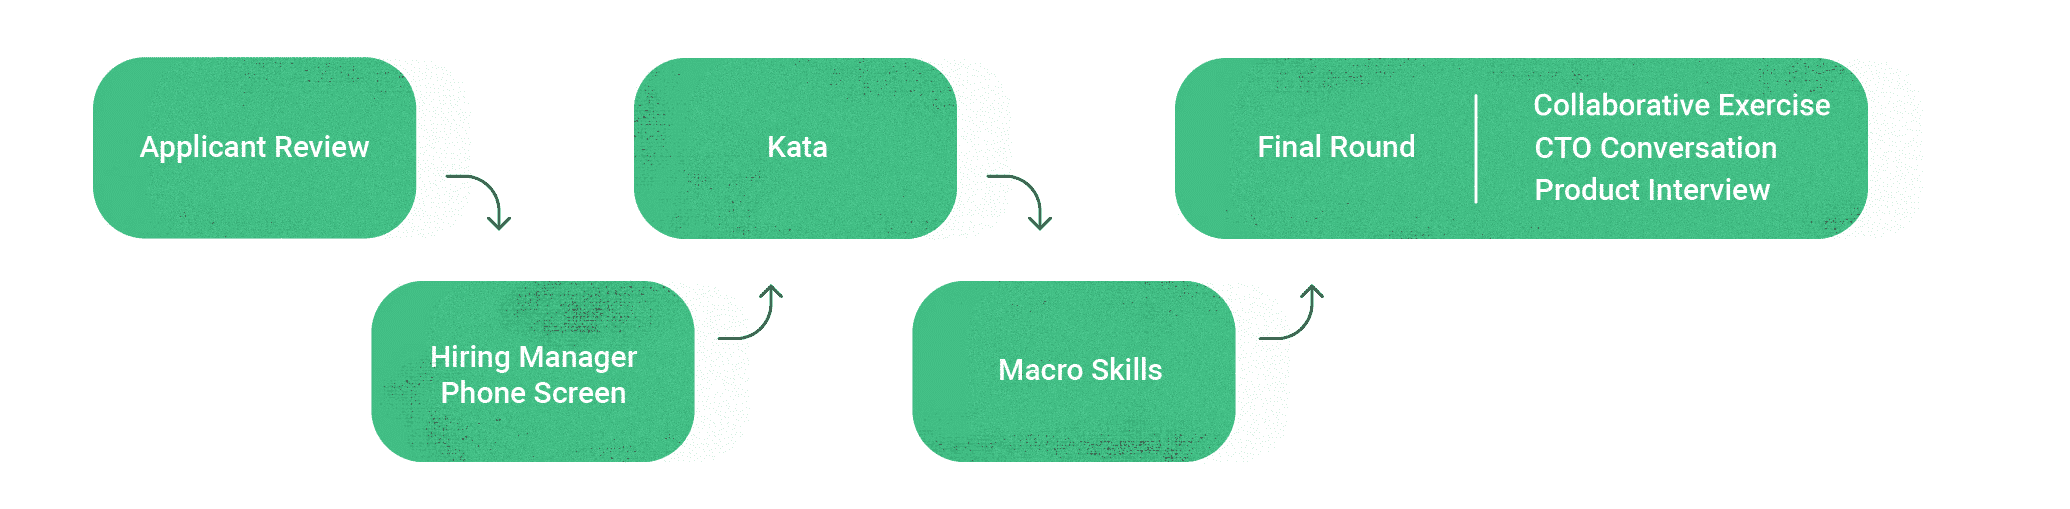 Applicant Review
Hiring Manager
Phone Screen
Kata
Macro Skills
Final Round
Collaborative Exercise
CTO Conversation
Product Interview